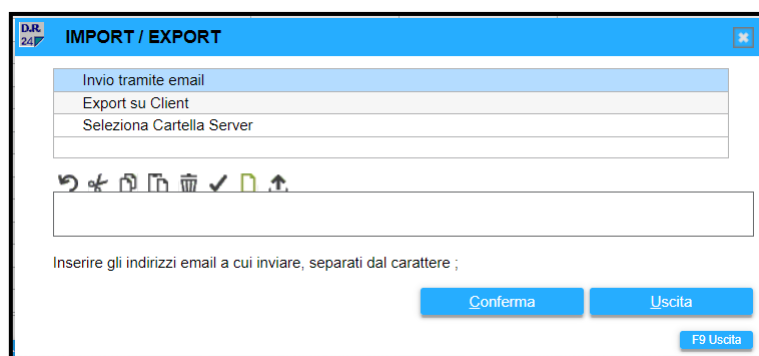 D.R.
24
IMPORT / EXPORT
Invio tramite email
Export su Client
Seleziona Cartella Server
Inserire gli indirizzi email a cui inviare, separati dal carattere ;
Conferma
Uscita
F9 Uscita